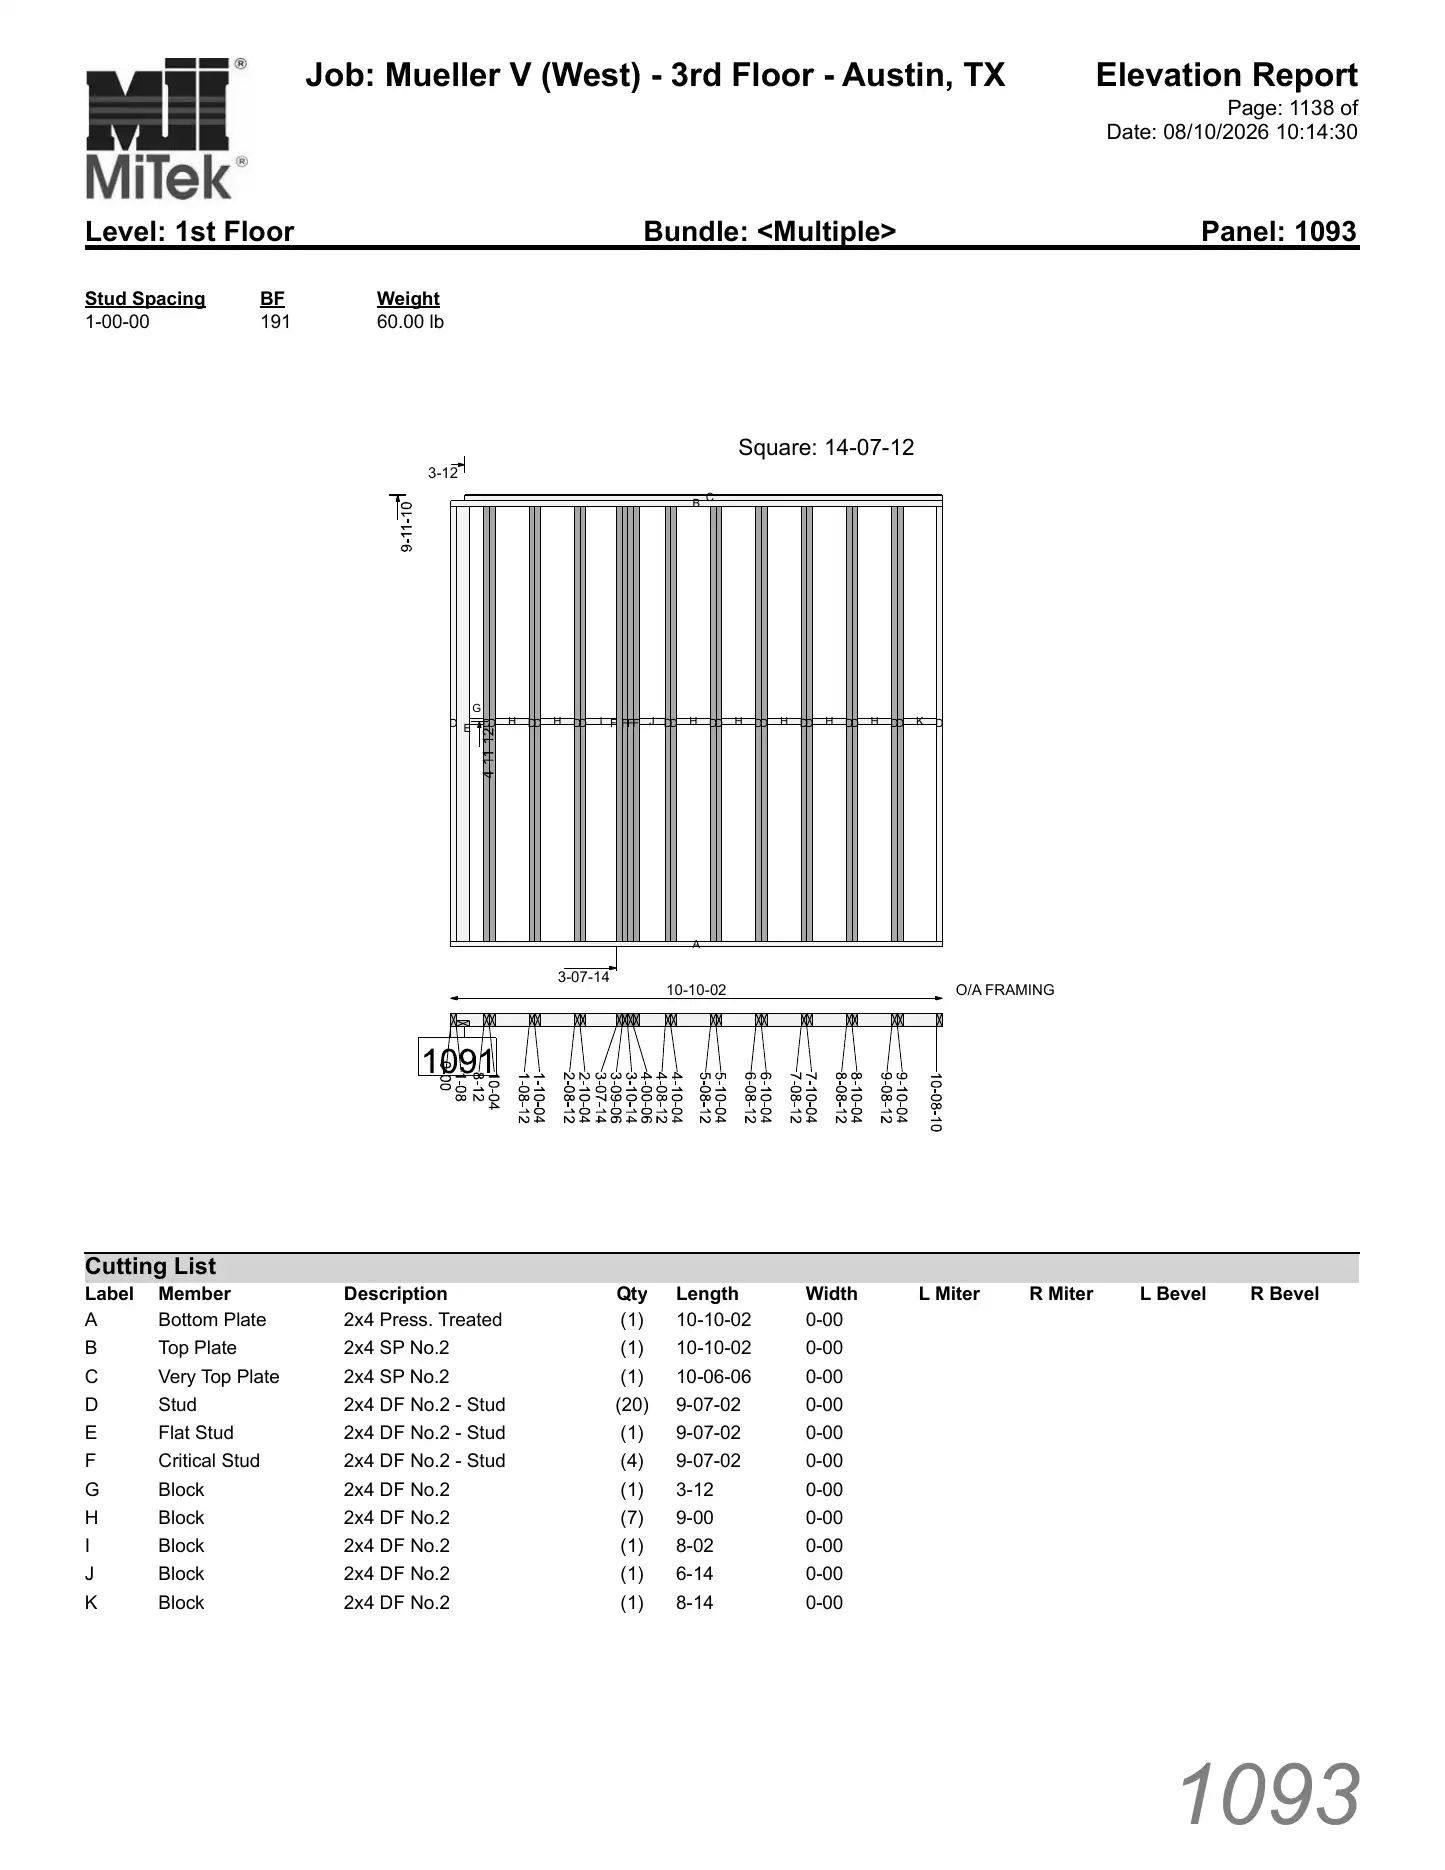 Job: Mueller V (West) - 3rd Floor - Austin, TX
Elevation Report
Page: 1138 of
Date: 08/10/2026 10:14:30
MiTek®
Level: 1st Floor Bundle: <Multiple> Panel: 1093
Stud Spacing BF Weight
1-00-00 191 60.00 lb
Square: 14-07-12
3-12
9-11-10
C
B
G
E
H H I F J H H H H H K
4-11-12
A
3-07-14
10-10-02 O/A FRAMING
1091
0-00
1-08
8-12
10-04
1-08-12
1-10-04
2-08-12
2-10-04
3-07-14
3-09-06
3-10-14
4-00-06
4-08-12
4-10-04
5-08-12
5-10-04
6-08-12
6-10-04
7-08-12
7-10-04
8-08-12
8-10-04
9-08-12
9-10-04
10-08-10
Cutting List
Label Member Description Qty Length Width L Miter R Miter L Bevel R Bevel
A Bottom Plate 2x4 Press. Treated (1) 10-10-02 0-00
B Top Plate 2x4 SP No.2 (1) 10-10-02 0-00
C Very Top Plate 2x4 SP No.2 (1) 10-06-06 0-00
D Stud 2x4 DF No.2 - Stud (20) 9-07-02 0-00
E Flat Stud 2x4 DF No.2 - Stud (1) 9-07-02 0-00
F Critical Stud 2x4 DF No.2 - Stud (4) 9-07-02 0-00
G Block 2x4 DF No.2 (1) 3-12 0-00
H Block 2x4 DF No.2 (7) 9-00 0-00
I Block 2x4 DF No.2 (1) 8-02 0-00
J Block 2x4 DF No.2 (1) 6-14 0-00
K Block 2x4 DF No.2 (1) 8-14 0-00
1093